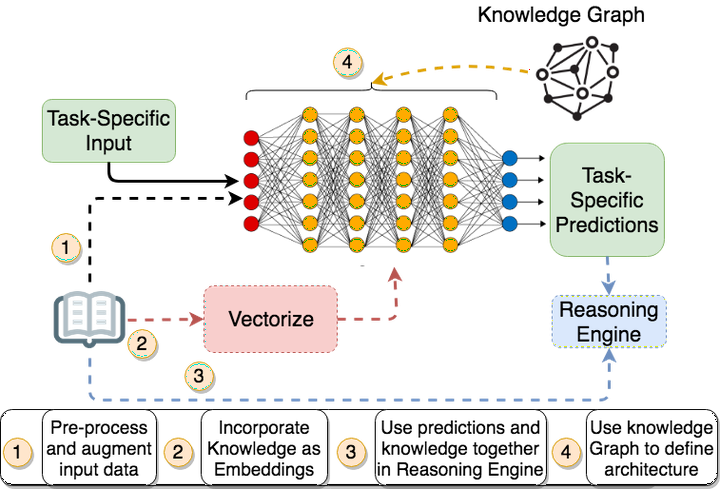 Knowledge Graph
4
Task-Specific
Input
Task-
Specific
Predictions
1
Vectorize
2
Reasoning
Engine
3
1
Pre-process
and augment
input data
2
Incorporate
Knowledge as
Embeddings
3
Use predictions and
knowledge together
in Reasoning Engine
4
Use knowledge
Graph to define
architecture